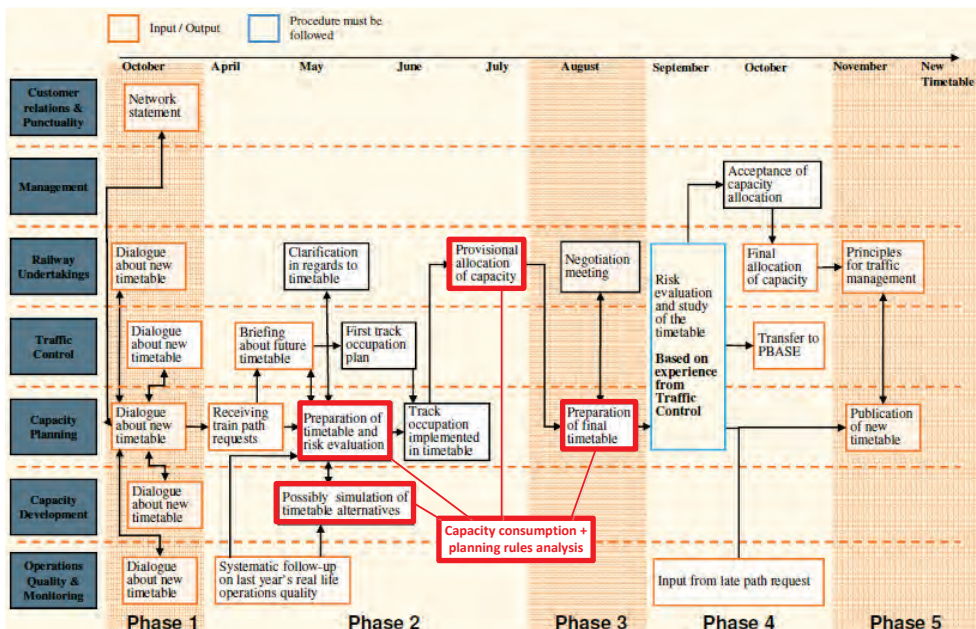 Input / Output
Procedure must be
followed
October
April
May
June
July
August
September
October
November
New
Timetable
Customer
relations &
Punctuality
Network
statement
Management
Acceptance of
capacity
allocation
Railway
Undertakings
Dialogue
about new
timetable
Clarification
in regards to
timetable
Provisional
allocation
of capacity
Negotiation
meeting
Risk
evaluation
and study
of the
timetable
Based on
experience
from
Traffic
Control
Final
allocation
of capacity
Principles
for traffic
management
Traffic
Control
Dialogue
about new
timetable
Briefing
about future
timetable
First track
occupation
plan
Transfer to
PBASE
Capacity
Planning
Dialogue
about new
timetable
Receiving
train path
requests
Preparation of
timetable and
risk evaluation
Track
occupation
implemented
in timetable
Preparation
of final
timetable
Publication
of new
timetable
Capacity
Development
Dialogue
about new
timetable
Possibly simulation of
timetable alternatives
Capacity consumption +
planning rules analysis
Operations
Quality &
Monitoring
Dialogue
about new
timetable
Systematic follow-up
on last year's real life
operations quality
Input from late path request
Phase 1
Phase 2
Phase 3
Phase 4
Phase 5